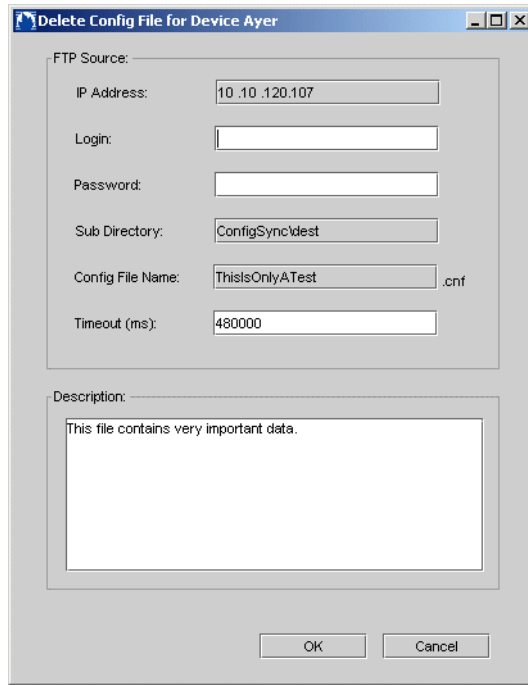 Delete Config File for Device Ayer
FTP Source:
IP Address: 10 .10 .120.107
Login:
Password:
Sub Directory: ConfigSync\dest
Config File Name: ThisIsOnlyATest .cnf
Timeout (ms): 480000
Description:
This file contains very important data.
OK Cancel